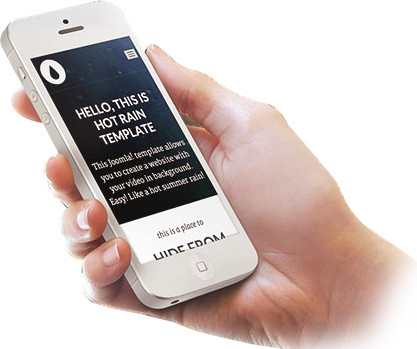 HELLO, THIS IS
HOT RAIN
TEMPLATE
This Joomla! template allows
you to create a website with
your video in background.
Easy! Like a hot summer rain!
this is a place to
HIDE FROM